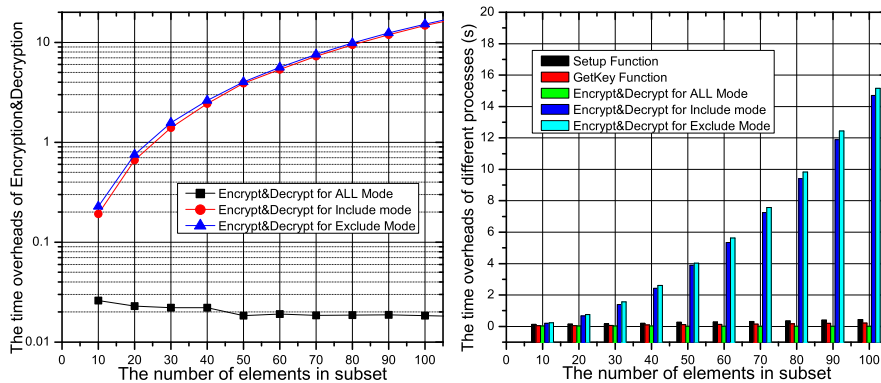 The time overheads of Encryption&Decryption
10
1
0.1
0.01
Encrypt&Decrypt for ALL Mode
Encrypt&Decrypt for Include mode
Encrypt&Decrypt for Exclude Mode
0 10 20 30 40 50 60 70 80 90 100
The number of elements in subset
The time overheads of different processes (s)
20
18
16
14
12
10
8
6
4
2
0
Setup Function
GetKey Function
Encrypt&Decrypt for ALL Mode
Encrypt&Decrypt for Include mode
Encrypt&Decrypt for Exclude Mode
0 10 20 30 40 50 60 70 80 90 100
The number of elements in subset